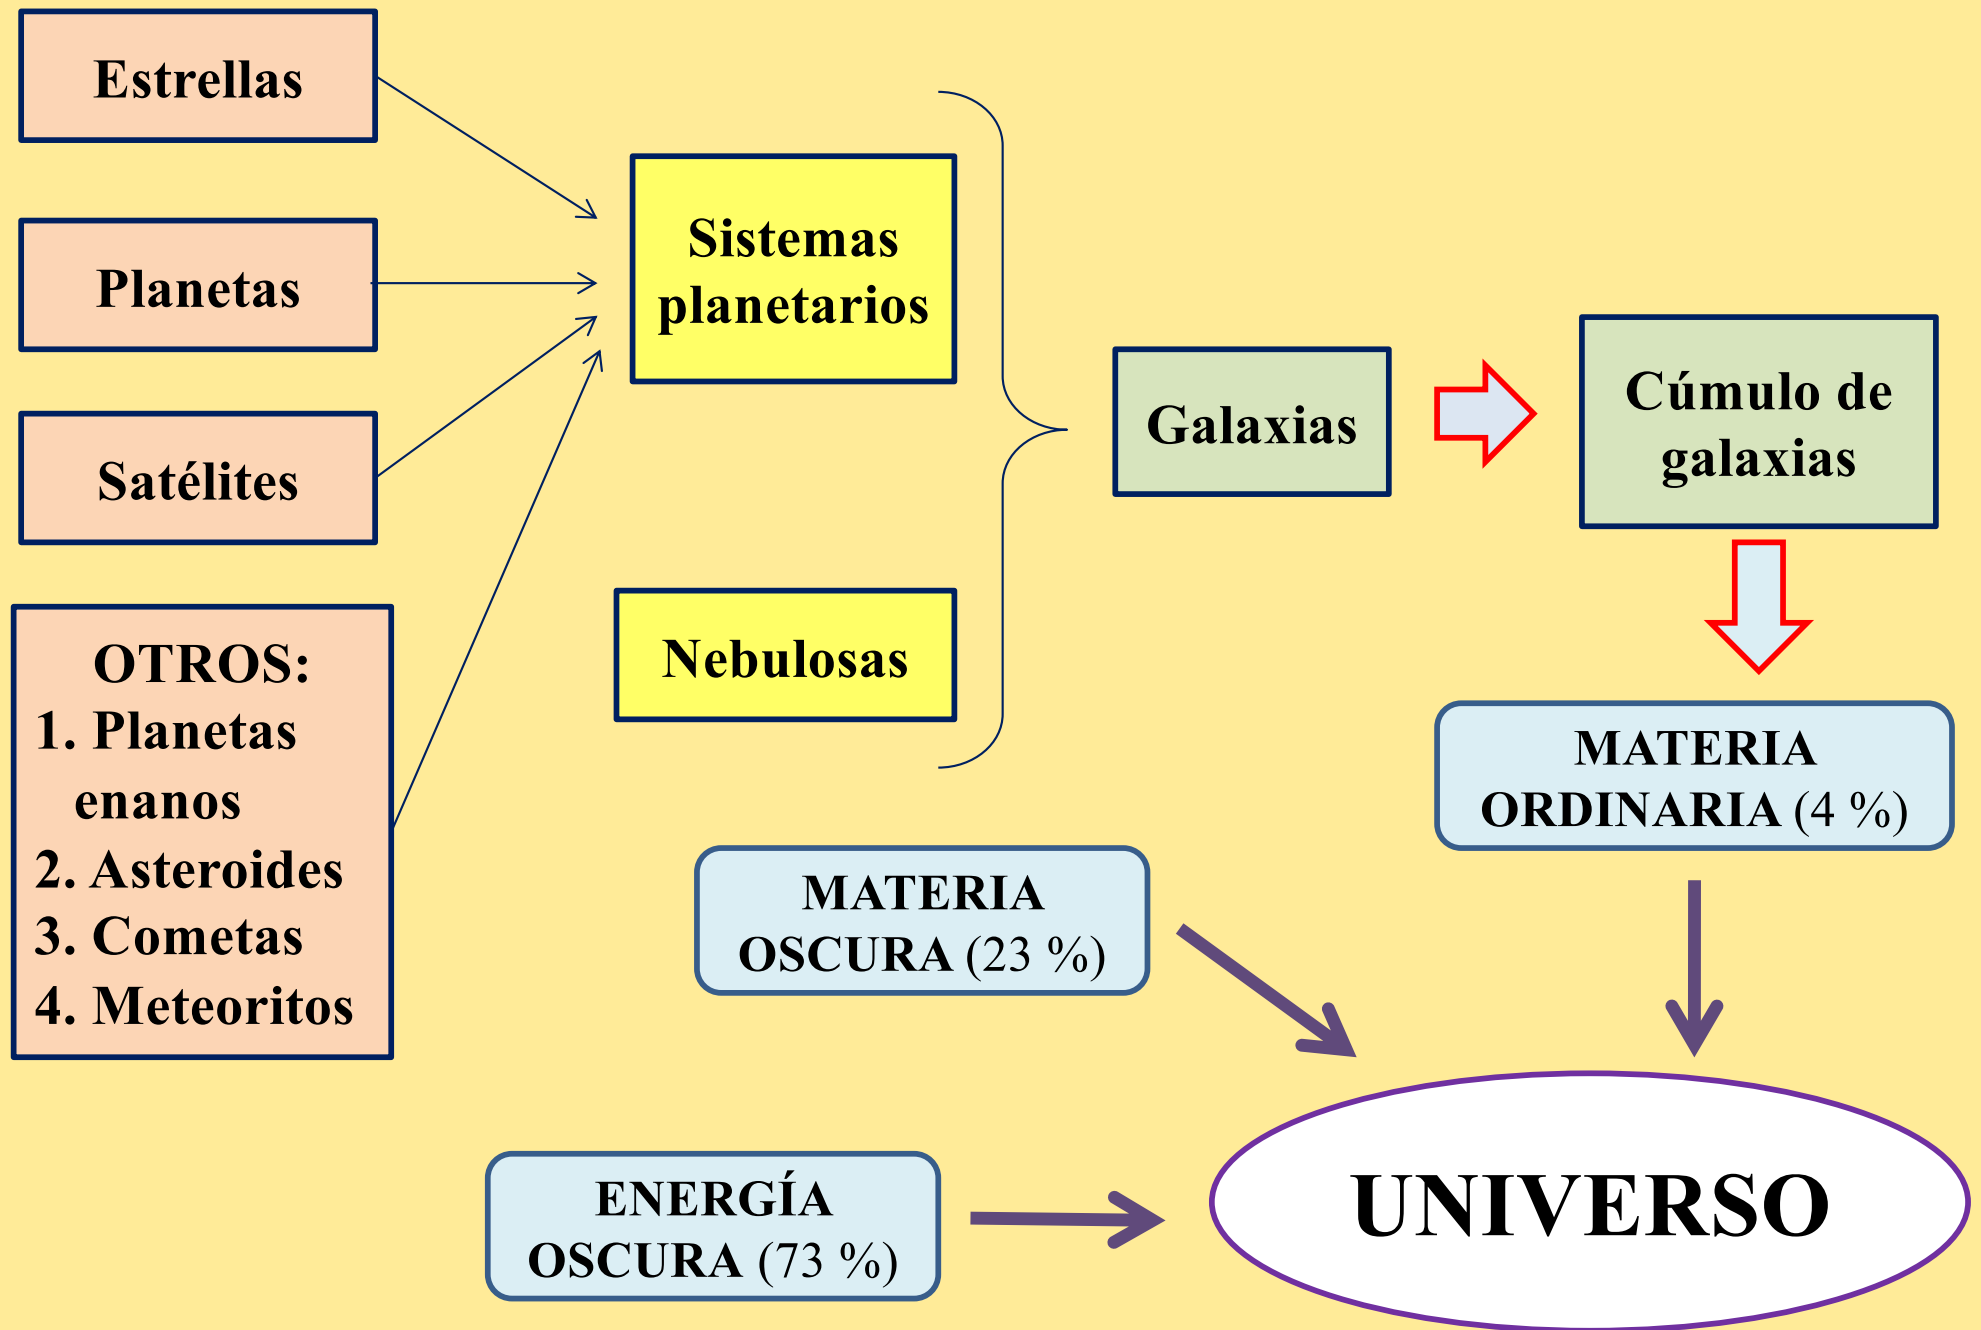 Estrellas
Planetas
Satélites
OTROS:
1. Planetas
enanos
2. Asteroides
3. Cometas
4. Meteoritos
Sistemas
planetarios
Nebulosas
Galaxias
Cúmulo de
galaxias
MATERIA
ORDINARIA (4 %)
MATERIA
OSCURA (23 %)
ENERGÍA
OSCURA (73 %)
UNIVERSO